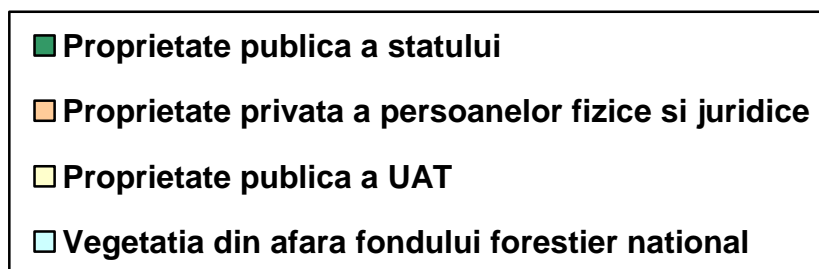 Proprietate publica a statului
Proprietate privata a persoanelor fizice si juridice
Proprietate publica a UAT
Vegetatia din afara fondului forestier national